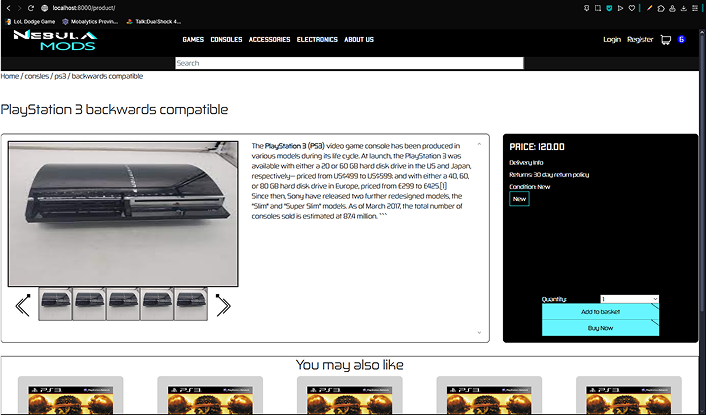 localhost:8000/product/
LoL Dodge Game
Mobalytics Provin...
Talk:DualShock 4...
NEBULA
MODS
GAMES CONSOLES ACCESSORIES ELECTRONICS ABOUT US
Login Register 6
Search
Home / consles / ps3 / backwards compatible
PlayStation 3 backwards compatible
The PlayStation 3 (PS3) video game console has been produced in
various models during its life cycle. At launch, the PlayStation 3 was
available with either a 20 or 60 GB hard disk drive in the US and Japan,
respectively— priced from US$499 to US$599; and with either a 40, 60,
or 80 GB hard disk drive in Europe, priced from £299 to £425.[1]
Since then, Sony have released two further redesigned models, the
"Slim" and "Super Slim" models. As of March 2017, the total number of
consoles sold is estimated at 87.4 million. ```
PRICE: 120.00
Delivery Info
Returns: 30 day return policy
Condition New
New
Quantity: 1
Add to basket
Buy Now
You may also like
PS3
PS3
PS3
PS3
PS3